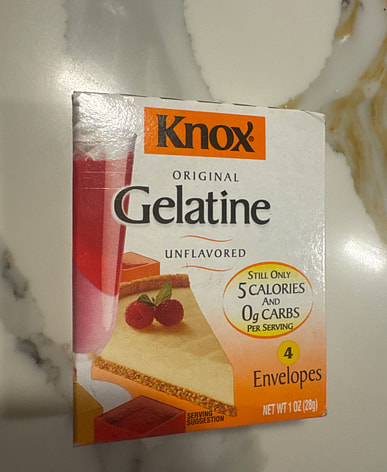 Knox
ORIGINAL
Gelatine
UNFLAVORED
STILL ONLY
5 CALORIES
AND
0g CARBS
PER SERVING
4
Envelopes
SERVING
SUGGESTION
NET WT 1 OZ (28g)